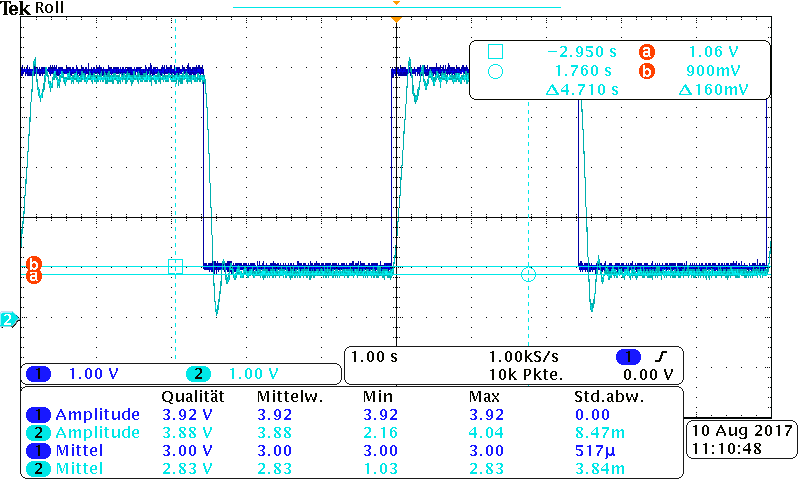 Tek Roll
−2.950 s a 1.06 V
1.760 s b 900mV
Δ4.710 s Δ160mV
b
a
2
1 1.00 V 2 1.00 V
1.00 s 1.00kS/s 1
10k Pkte. 0.00 V
Qualität Mittelw. Min Max Std.abw.
1 Amplitude 3.92 V 3.92 3.92 3.92 0.00
2 Amplitude 3.88 V 3.88 2.16 4.04 8.47m
1 Mittel 3.00 V 3.00 3.00 3.00 517µ
2 Mittel 2.83 V 2.83 1.03 2.83 3.84m
10 Aug 2017
11:10:48